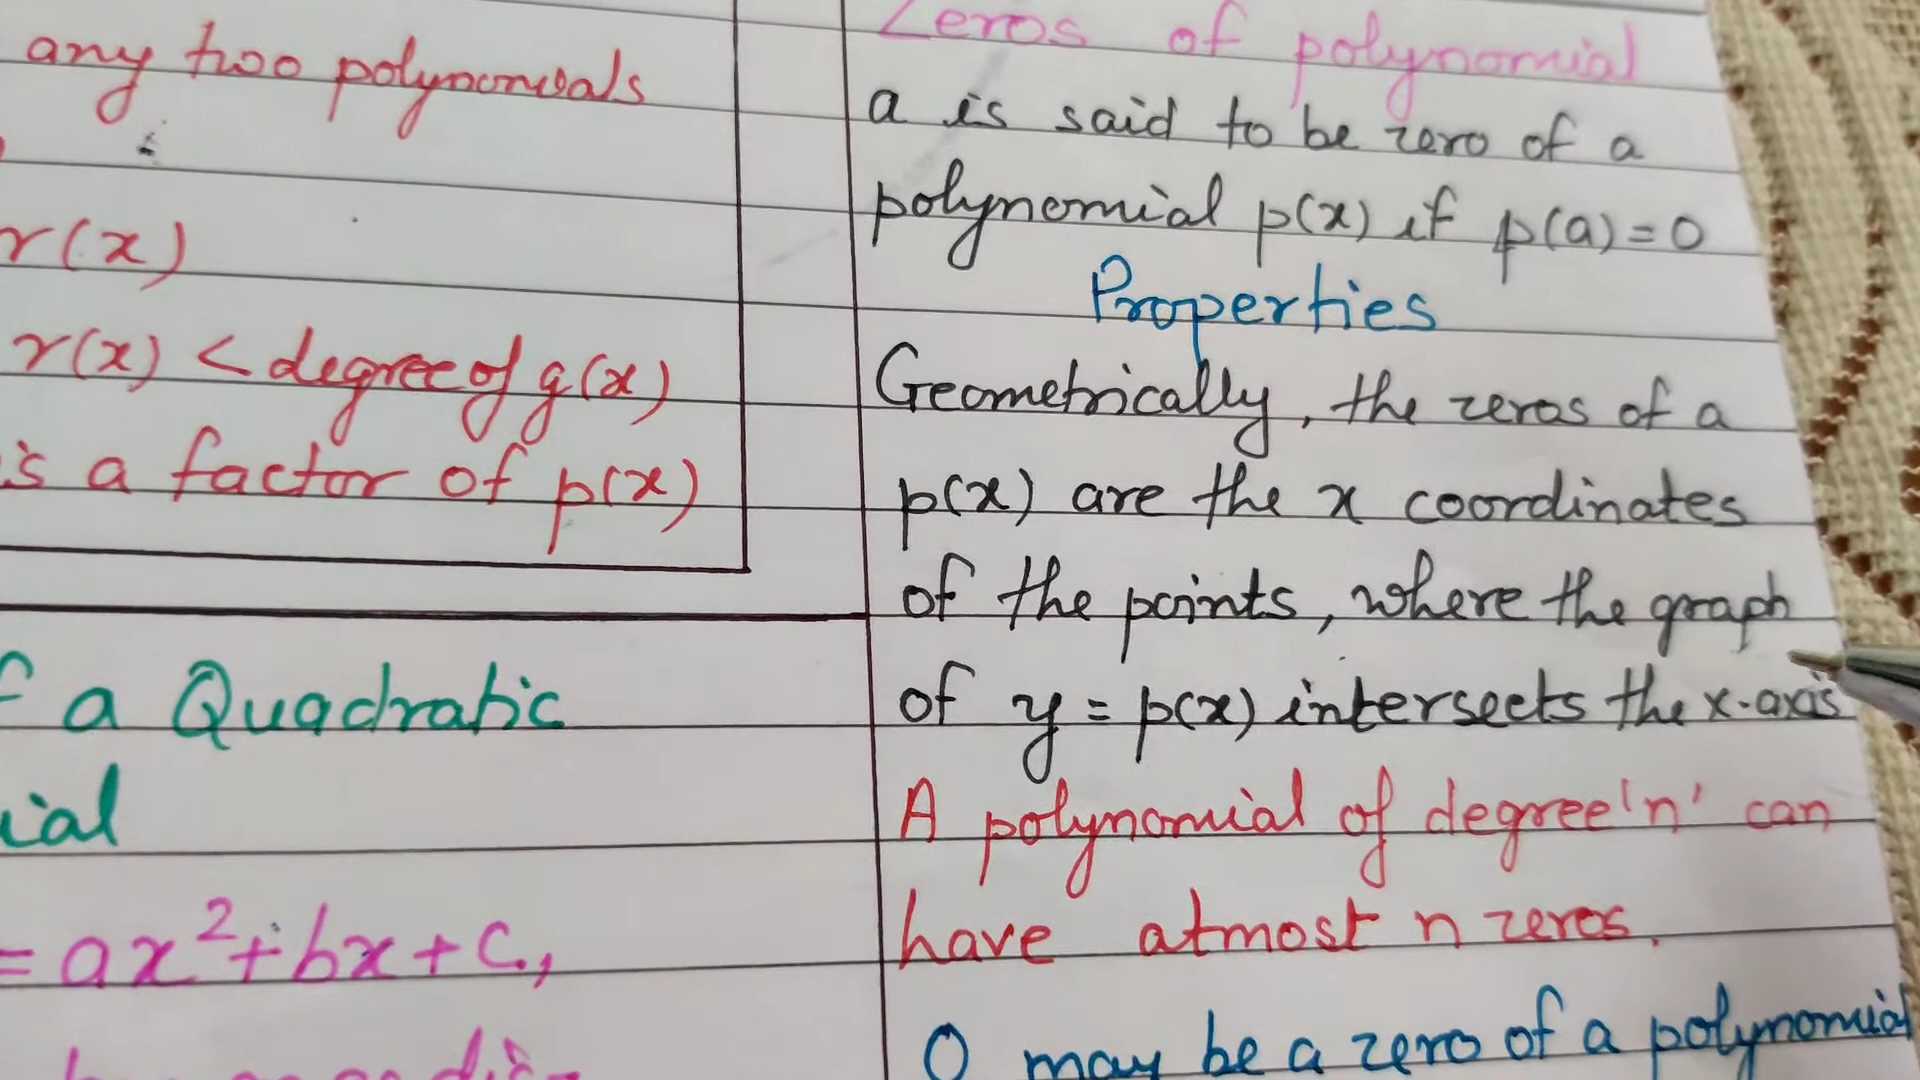 any two polynomials
r(x)
r(x) < degree of g(x)
is a factor of p(x)
a Quadratic
ial
= ax²+bx+c,
Zeros of polynomial
a is said to be zero of a
polynomial p(x) if p(a)=0
Properties
Geometrically, the zeros of a
p(x) are the x coordinates
of the points, where the graph
of y = p(x) intersects the x-axis
A polynomial of degree 'n' can
have atmost n zeros.
0 may be a zero of a polynomial